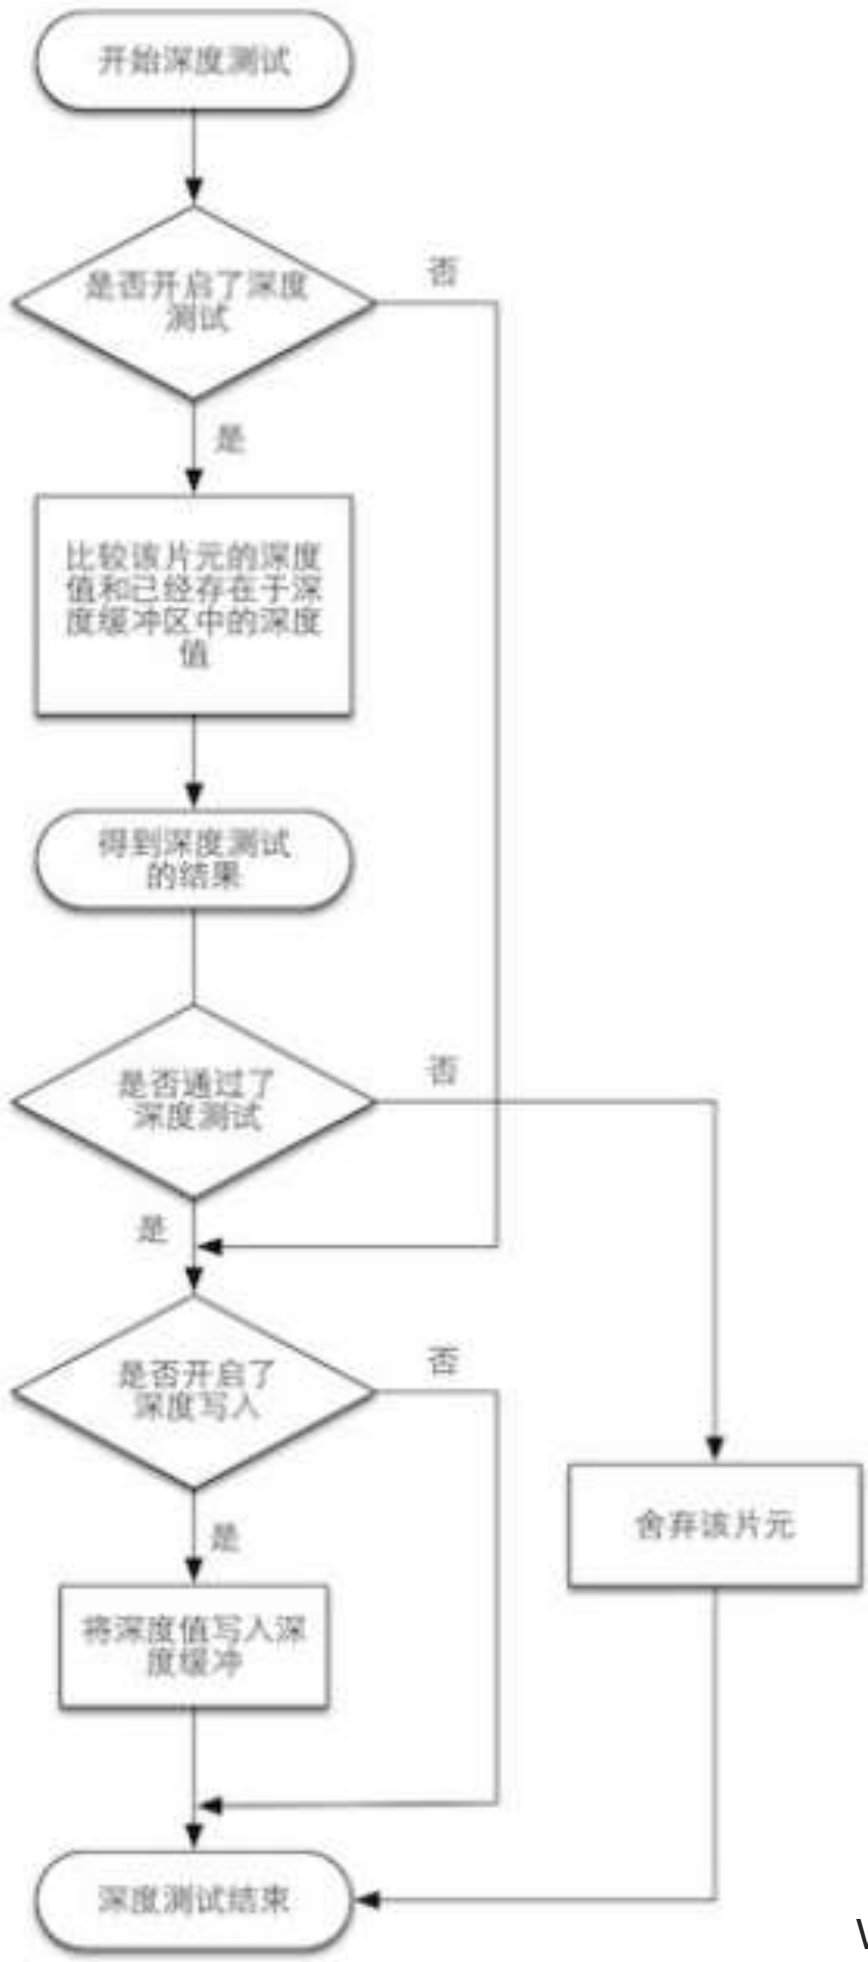 开始深度测试
是否开启了深度
测试
否
是
比较该片元的深度
值和已经存在于深
度缓冲区中的深度
值
得到深度测试
的结果
是否通过了
深度测试
否
是
是否开启了
深度写入
否
是
舍弃该片元
将深度值写入深
度缓冲
深度测试结束